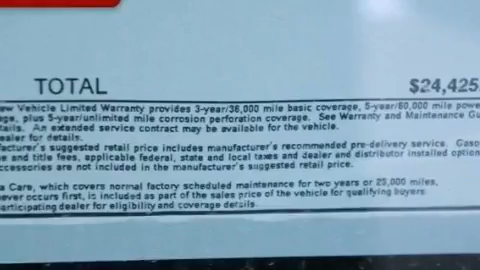 TOTAL $24,425
ew Vehicle Limited Warranty provides 3-year/36,000 mile basic coverage, 5-year/60,000 mile powe
age, plus 5-year/unlimited mile corrosion perforation coverage. See Warranty and Maintenance Gu
tails. An extended service contract may be available for the vehicle.
ealer for details.
facturer's suggested retail price includes manufacturer's recommended pre-delivery service. Gaso
e and title fees, applicable federal, state and local taxes and dealer and distributor installed option
ccessories are not included in the manufacturer's suggested retail price.
a Care, which covers normal factory scheduled maintenance for two years or 25,000 miles,
ever occurs first, is included as part of the sales price of the vehicle for qualifying buyers.
articipating dealer for eligibility and coverage details.